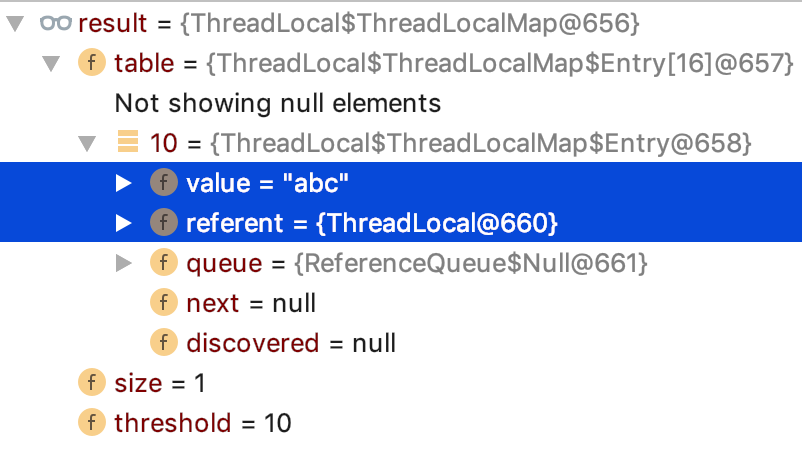 result = {ThreadLocal$ThreadLocalMap@656}
f table = {ThreadLocal$ThreadLocalMap$Entry[16]@657}
Not showing null elements
10 = {ThreadLocal$ThreadLocalMap$Entry@658}
f value = "abc"
f referent = {ThreadLocal@660}
f queue = {ReferenceQueue$Null@661}
f next = null
f discovered = null
f size = 1
f threshold = 10